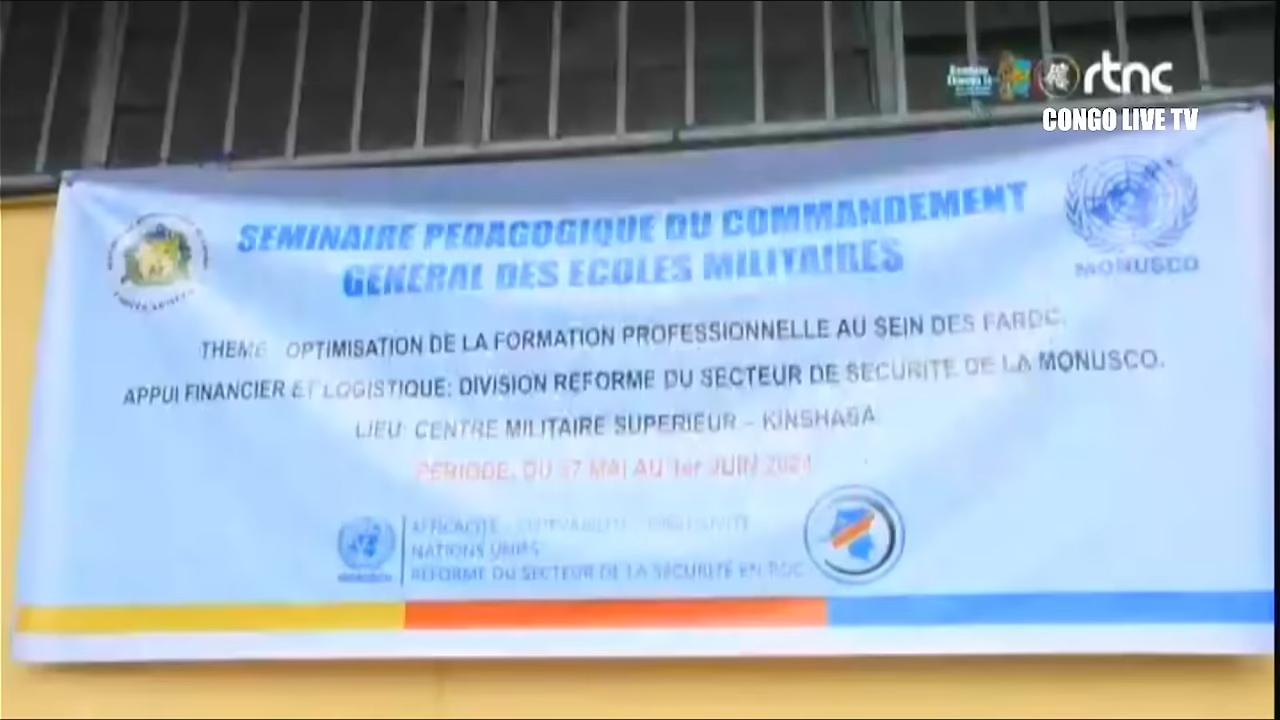 rtnc
CONGO LIVE TV
SEMINAIRE PEDAGOGIQUE DU COMMANDEMENT
GENERAL DES ECOLES MILITAIRES
MONUSCO
THEME OPTIMISATION DE LA FORMATION PROFESSIONNELLE AU SEIN DES FARDC.
APPUI FINANCIER ET LOGISTIQUE: DIVISION REFORME DU SECTEUR DE SECURITE DE LA MONUSCO.
LIEU: CENTRE MILITAIRE SUPERIEUR - KINSHASA
PERIODE. DU MAI AU 1er JUIN 2024
NATIONS UNIES
REFORME DU SECTEUR DE LA SÉCURITÉ EN RDC